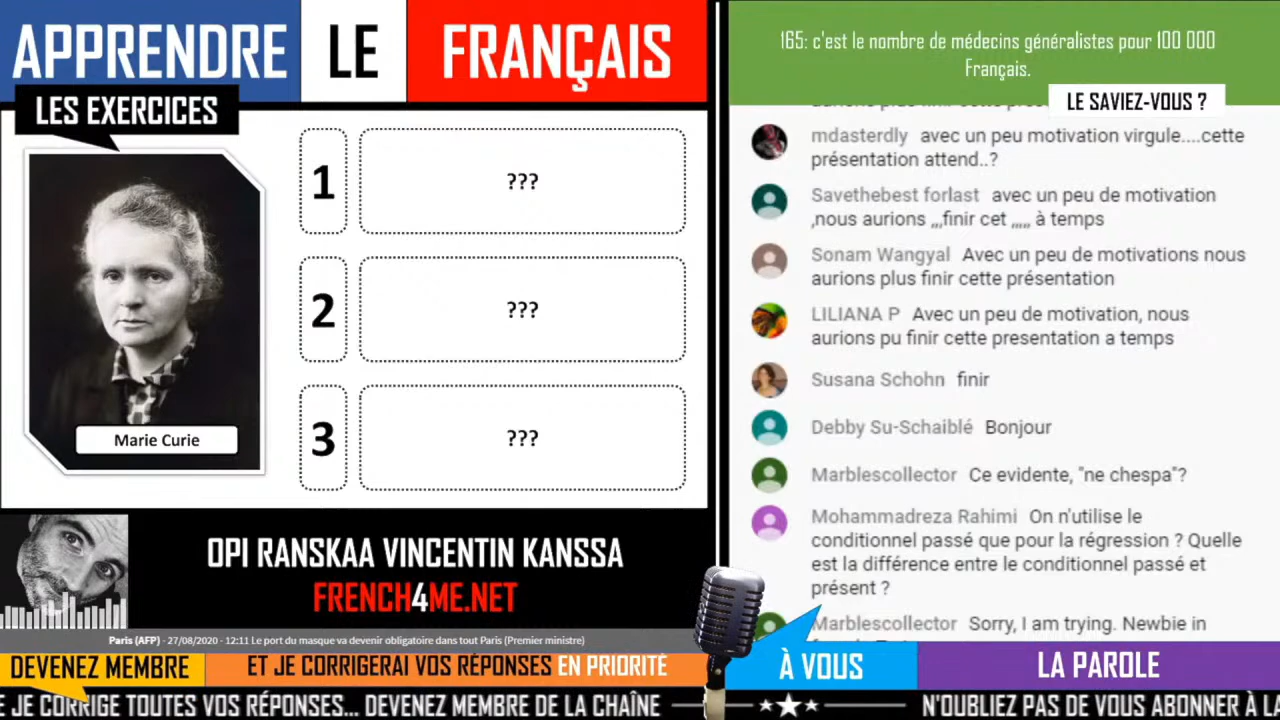 APPRENDRE LE FRANÇAIS
LES EXERCICES
1 ???
2 ???
3 ???
Marie Curie
OPI RANSKAA VINCENTIN KANSSA
FRENCH4ME.NET
Paris (AFP) - 27/08/2020 - 12:11 Le port du masque va devenir obligatoire dans tout Paris (Premier ministre)
DEVENEZ MEMBRE
ET JE CORRIGERAI VOS RÉPONSES EN PRIORITÉ
E JE CORRIGE TOUTES VOS RÉPONSES... DEVENEZ MEMBRE DE LA CHAÎNE
N'OUBLIEZ PAS DE VOUS ABONNER À LA
165: c'est le nombre de médecins généralistes pour 100 000
Français.
LE SAVIEZ-VOUS ?
mdasterdly avec un peu motivation virgule....cette
présentation attend..?
Savethebest forlast avec un peu de motivation
,nous aurions ,,,finir cet ,,,,, à temps
Sonam Wangyal Avec un peu de motivations nous
aurions plus finir cette présentation
LILIANA P Avec un peu de motivation, nous
aurions pu finir cette presentation a temps
Susana Schohn finir
Debby Su-Schaiblé Bonjour
Marblescollector Ce evidente, "ne chespa"?
Mohammadreza Rahimi On n'utilise le
conditionnel passé que pour la régression ? Quelle
est la différence entre le conditionnel passé et
présent ?
Marblescollector Sorry, I am trying. Newbie in
À VOUS
LA PAROLE